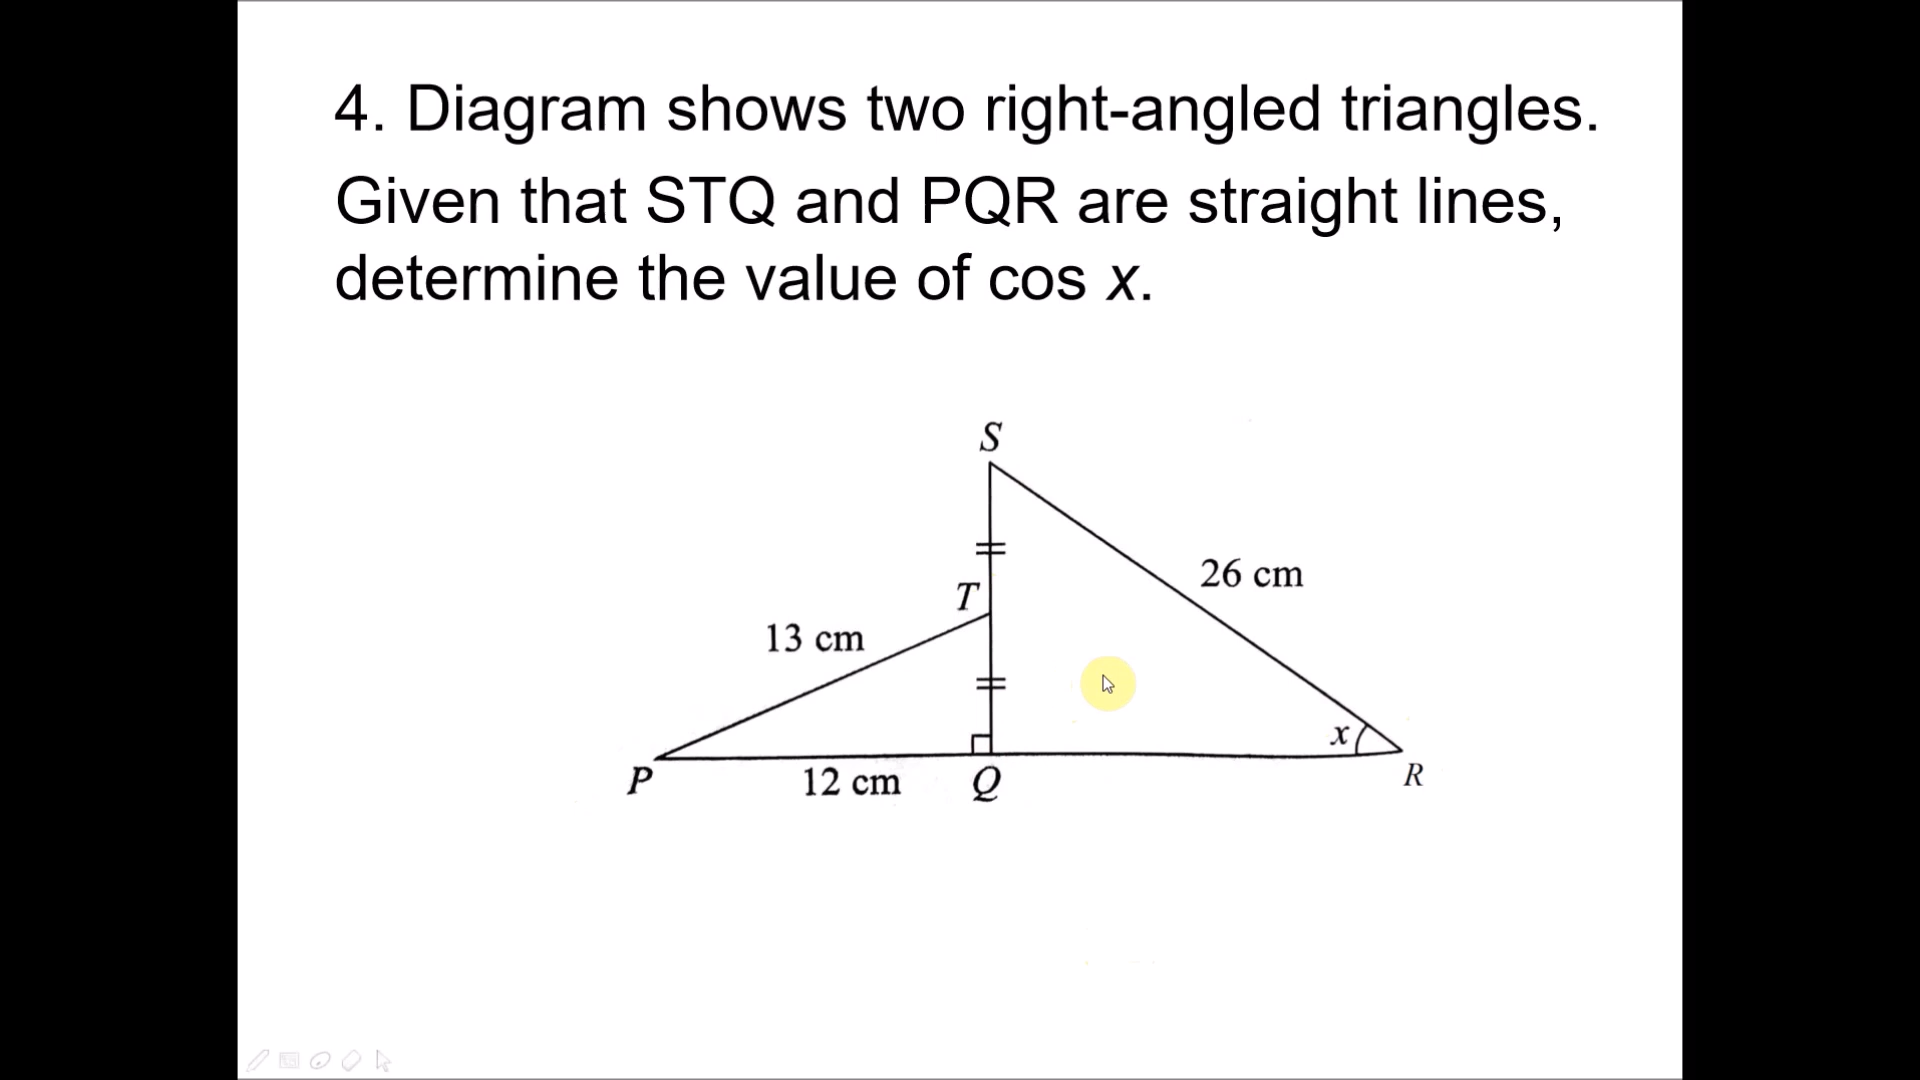 4. Diagram shows two right-angled triangles.
Given that STQ and PQR are straight lines,
determine the value of cos x.
S
26 cm
T
13 cm
x
P
12 cm
Q
R